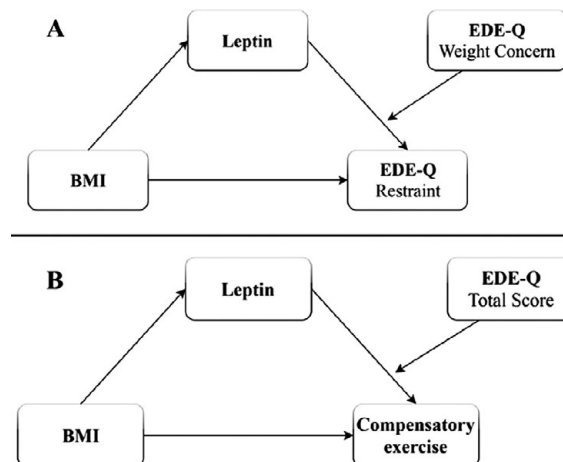 A
Leptin
EDE-Q
Weight Concern
BMI
EDE-Q
Restraint
B
Leptin
EDE-Q
Total Score
BMI
Compensatory
exercise